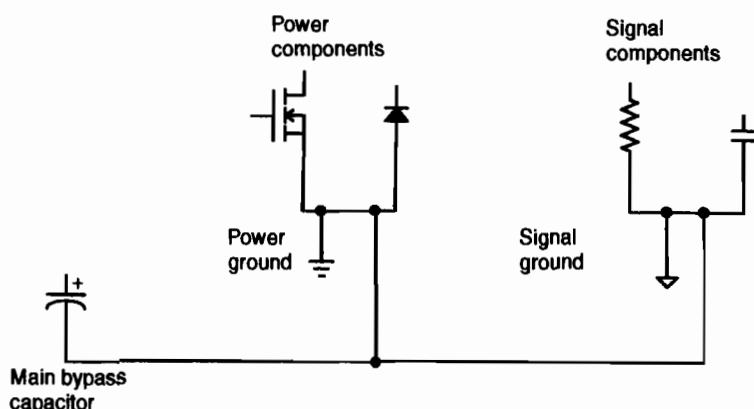 Power
components
Signal
components
Power
ground
Signal
ground
+
Main bypass
capacitor